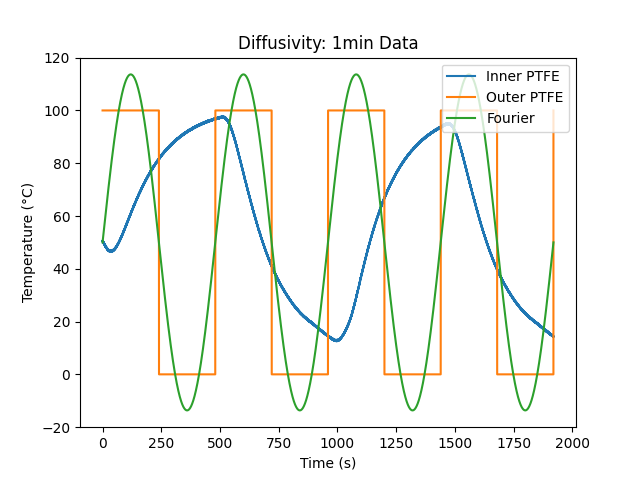 Diffusivity: 1min Data
Inner PTFE
Outer PTFE
Fourier
Temperature (°C)
120
100
80
60
40
20
0
−20
0 250 500 750 1000 1250 1500 1750 2000
Time (s)